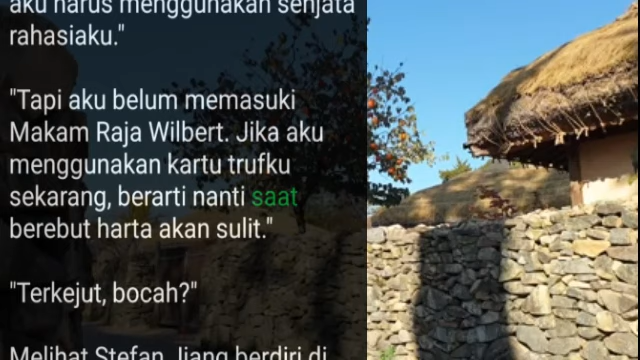 aku harus menggunakan senjata
rahasiaku."
"Tapi aku belum memasuki
Makam Raja Wilbert. Jika aku
menggunakan kartu trufku
sekarang, berarti nanti saat
berebut harta akan sulit."
"Terkejut, bocah?"
Melihat Stefan Jiang berdiri di